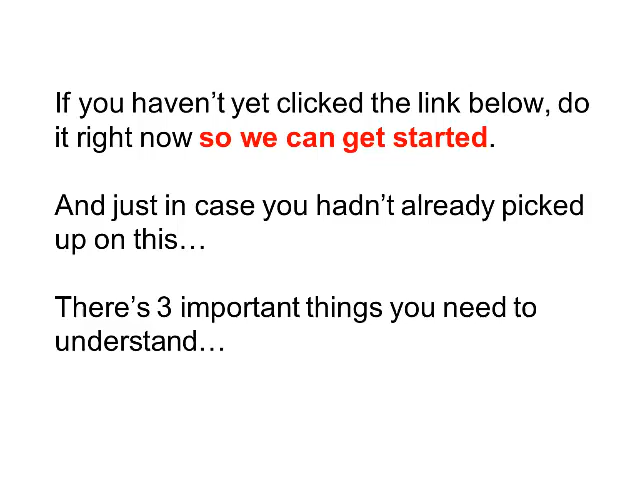 If you haven’t yet clicked the link below, do
it right now so we can get started.
And just in case you hadn’t already picked
up on this…
There’s 3 important things you need to
understand…